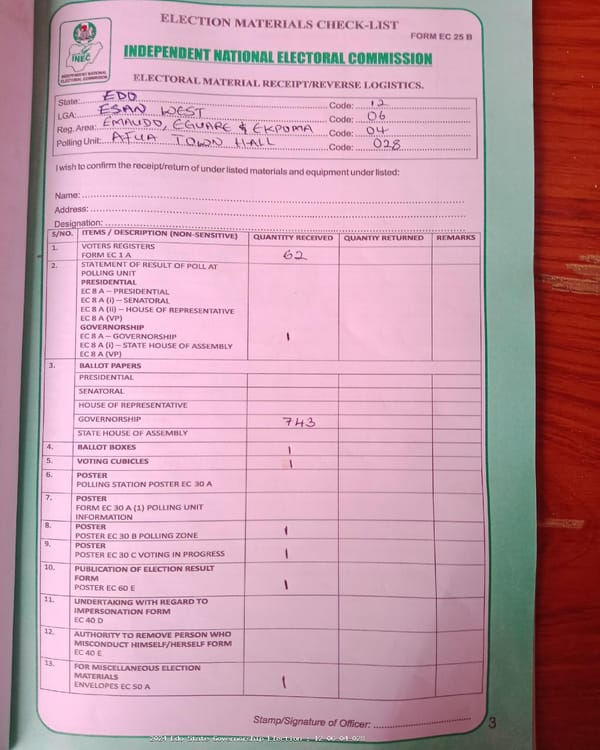 ELECTION MATERIALS CHECK-LIST
FORM EC 25 B
INEC
INDEPENDENT NATIONAL
ELECTORAL COMMISSION
INDEPENDENT NATIONAL ELECTORAL COMMISSION
ELECTORAL MATERIAL RECEIPT/REVERSE LOGISTICS.
State: EDO Code: 12
LGA: ESAN WEST Code: 06
Reg. Area: EMAUDO, EGUARE & EKPOMA Code: 04
Polling Unit: AFUA TOWN HALL Code: 028
I wish to confirm the receipt/return of under listed materials and equipment under listed:
Name:
Address:
Designation:
S/NO. ITEMS / DESCRIPTION (NON-SENSITIVE) QUANTITY RECEIVED QUANTIY RETURNED REMARKS
1. VOTERS REGISTERS
FORM EC 1 A 62
2. STATEMENT OF RESULT OF POLL AT
POLLING UNIT
PRESIDENTIAL
EC 8 A – PRESIDENTIAL
EC 8 A (i) – SENATORAL
EC 8 A (ii) – HOUSE OF REPRESENTATIVE
EC 8 A (VP)
GOVERNORSHIP
EC 8 A – GOVERNORSHIP 1
EC 8 A (i) – STATE HOUSE OF ASSEMBLY
EC 8 A (VP)
3. BALLOT PAPERS
PRESIDENTIAL
SENATORAL
HOUSE OF REPRESENTATIVE
GOVERNORSHIP 743
STATE HOUSE OF ASSEMBLY
4. BALLOT BOXES 1
5. VOTING CUBICLES 1
6. POSTER
POLLING STATION POSTER EC 30 A
7. POSTER
FORM EC 30 A (1) POLLING UNIT
INFORMATION
8. POSTER
POSTER EC 30 B POLLING ZONE 1
9. POSTER
POSTER EC 30 C VOTING IN PROGRESS 1
10. PUBLICATION OF ELECTION RESULT
FORM
POSTER EC 60 E 1
11. UNDERTAKING WITH REGARD TO
IMPERSONATION FORM
EC 40 D
12. AUTHORITY TO REMOVE PERSON WHO
MISCONDUCT HIMSELF/HERSELF FORM
EC 40 E
13. FOR MISCELLANEOUS ELECTION
MATERIALS
ENVELOPES EC 50 A 1
Stamp/Signature of Officer:
3
2024 Edo State Governorship Election - 12-06-04-028